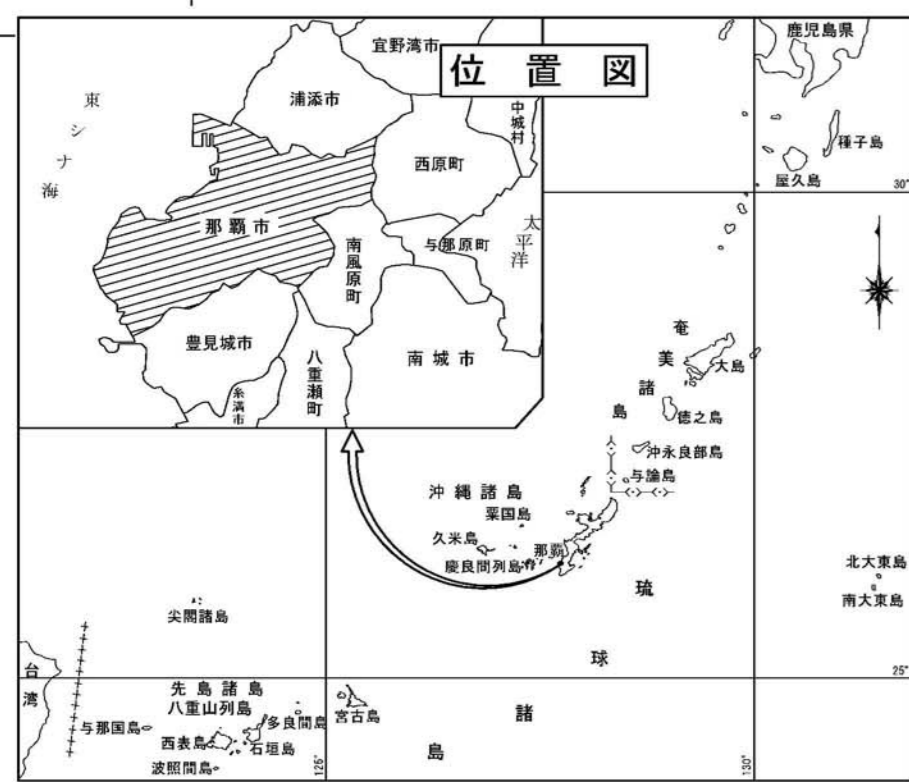 位置図
宜野湾市
浦添市
中城村
西原町
東シナ海
那覇市
与那原町
太平洋
南風原町
豊見城市
南城市
八重瀬町
糸満市
鹿児島県
種子島
屋久島
30°
奄美諸島
大島
徳之島
沖永良部島
与論島
沖縄諸島
粟国島
久米島
那覇
慶良間列島
北大東島
南大東島
琉球諸島
尖閣諸島
25°
台湾
先島諸島
八重山列島
多良間島
宮古島
与那国島
西表島
石垣島
波照間島
125°
130°